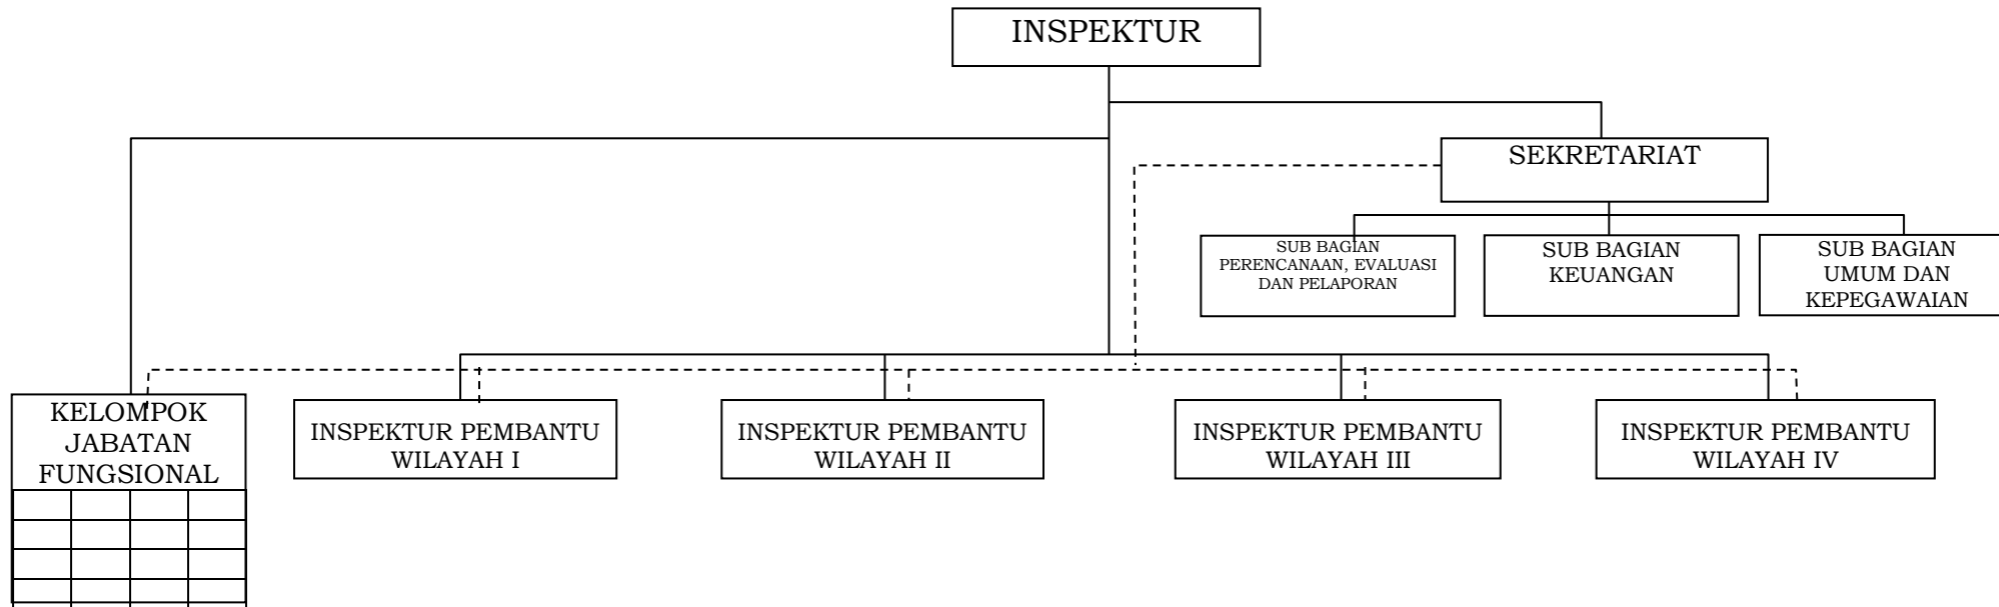 INSPEKTUR
SEKRETARIAT
SUB BAGIAN
PERENCANAAN, EVALUASI
DAN PELAPORAN
SUB BAGIAN
KEUANGAN
SUB BAGIAN
UMUM DAN
KEPEGAWAIAN
KELOMPOK
JABATAN
FUNGSIONAL
INSPEKTUR PEMBANTU
WILAYAH I
INSPEKTUR PEMBANTU
WILAYAH II
INSPEKTUR PEMBANTU
WILAYAH III
INSPEKTUR PEMBANTU
WILAYAH IV